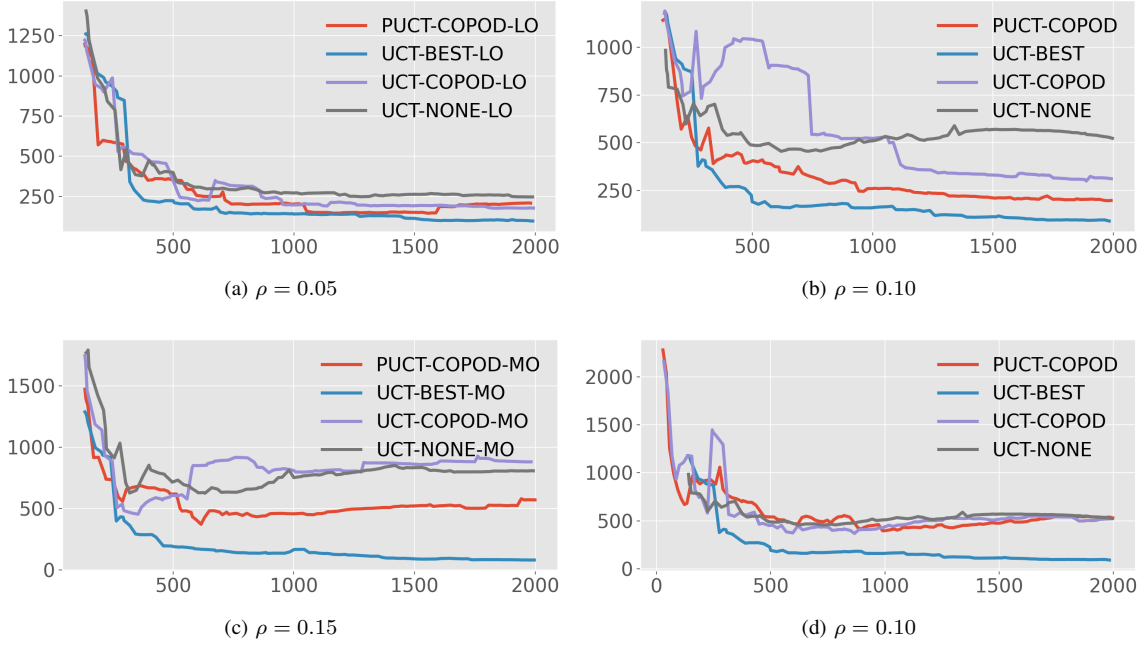 1250
1000
750
500
250
500
1000
1500
2000
PUCT-COPOD-LO
UCT-BEST-LO
UCT-COPOD-LO
UCT-NONE-LO
(a) ρ = 0.05
1000
750
500
250
500
1000
1500
2000
PUCT-COPOD
UCT-BEST
UCT-COPOD
UCT-NONE
(b) ρ = 0.10
1500
1000
500
0
500
1000
1500
2000
PUCT-COPOD-MO
UCT-BEST-MO
UCT-COPOD-MO
UCT-NONE-MO
(c) ρ = 0.15
2000
1500
1000
500
0
0
500
1000
1500
2000
PUCT-COPOD
UCT-BEST
UCT-COPOD
UCT-NONE
(d) ρ = 0.10